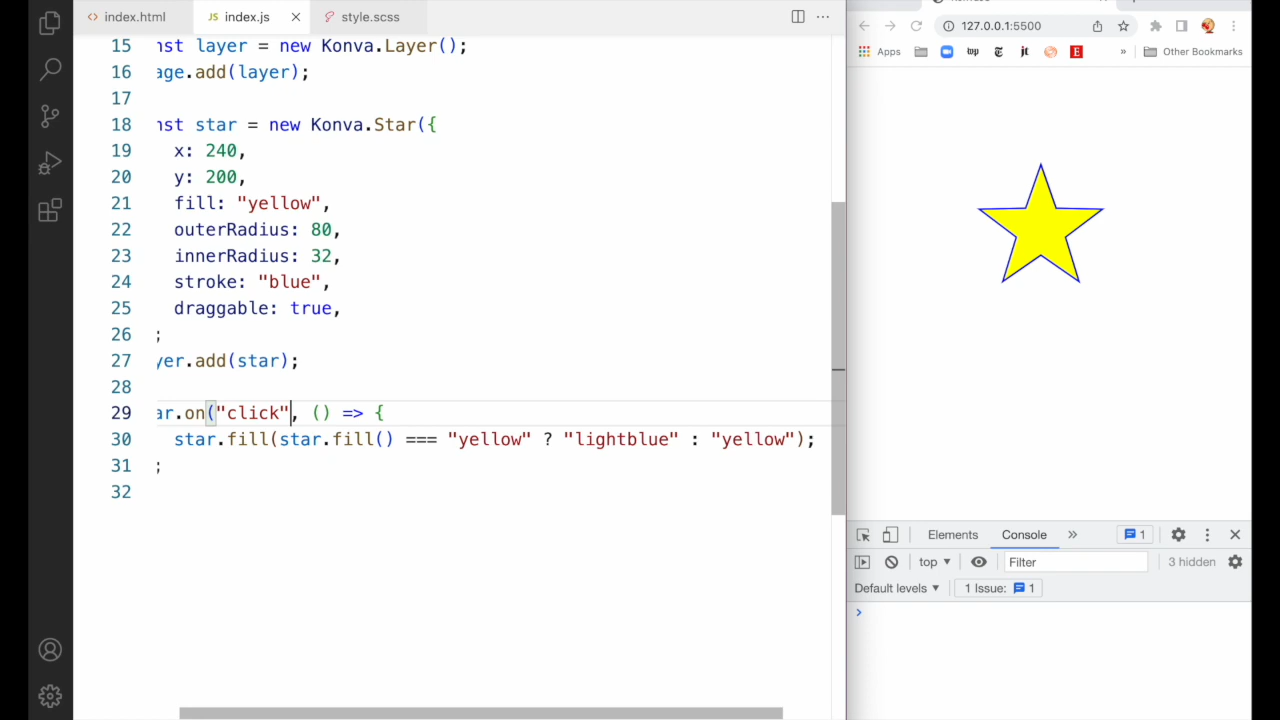 index.html
JS index.js
style.scss
15 nst layer = new Konva.Layer();
16 age.add(layer);
17
18 nst star = new Konva.Star({
19 x: 240,
20 y: 200,
21 fill: "yellow",
22 outerRadius: 80,
23 innerRadius: 32,
24 stroke: "blue",
25 draggable: true,
26 ;
27 yer.add(star);
28
29 ar.on("click", () => {
30 star.fill(star.fill() === "yellow" ? "lightblue" : "yellow");
31 ;
32
127.0.0.1:5500
Apps
wp
jt
E
»
Other Bookmarks
Elements
Console
»
1
top
Filter
3 hidden
Default levels
1 Issue:
1